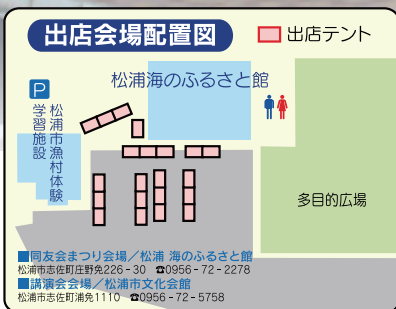 出店会場配置図
出店テント
松浦海のふるさと館
P
松浦市漁村体験
学習施設
多目的広場
■同友会まつり会場／松浦 海のふるさと館
松浦市志佐町庄野免226-30 ☎0956-72-2278
■講演会会場／松浦市文化会館
松浦市志佐町浦免1110 ☎0956-72-5758